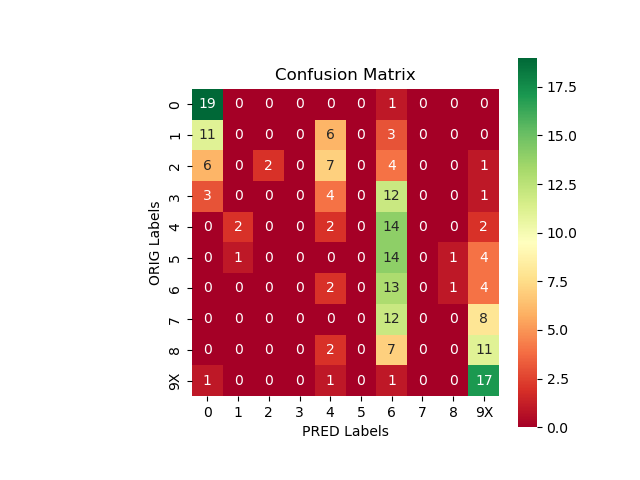 Confusion Matrix
ORIG Labels
0 19 0 0 0 0 0 1 0 0 0
1 11 0 0 0 6 0 3 0 0 0
2 6 0 2 0 7 0 4 0 0 1
3 3 0 0 0 4 0 12 0 0 1
4 0 2 0 0 2 0 14 0 0 2
5 0 1 0 0 0 0 14 0 1 4
6 0 0 0 0 2 0 13 0 1 4
7 0 0 0 0 0 0 12 0 0 8
8 0 0 0 0 2 0 7 0 0 11
9X 1 0 0 0 1 0 1 0 0 17
0 1 2 3 4 5 6 7 8 9X
PRED Labels
17.5
15.0
12.5
10.0
7.5
5.0
2.5
0.0